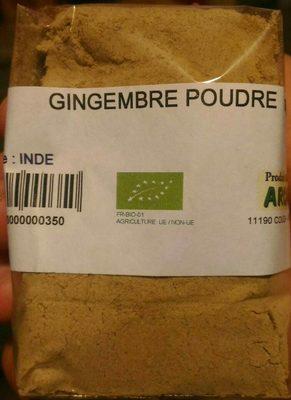 GINGEMBRE POUDRE
: INDE
0000000350
FR-BIO-01
AGRICULTURE UE / NON-UE
11190